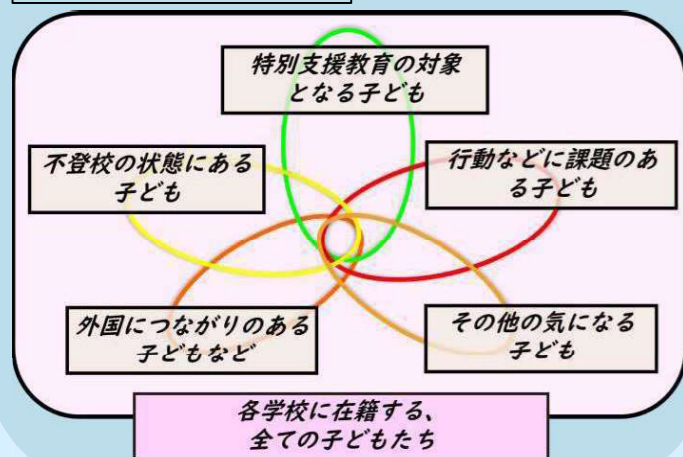 特別支援教育の対象
となる子ども
不登校の状態にある
子ども
行動などに課題のあ
る子ども
外国につながりのある
子どもなど
その他の気になる
子ども
各学校に在籍する、
全ての子どもたち